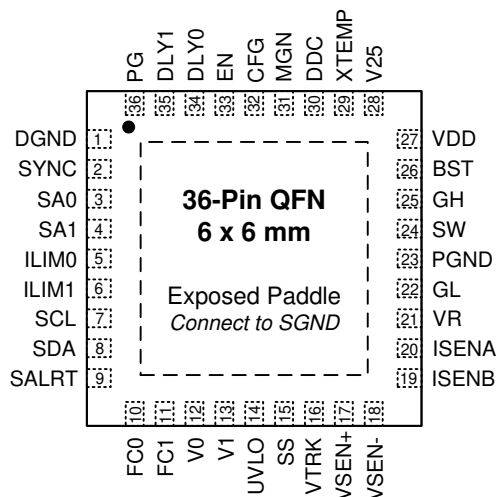 PG
DLY1
DLY0
EN
CFG
MGN
DDC
XTEMP
V25
36
35
34
33
32
31
30
29
28
DGND 1
SYNC 2
SA0 3
SA1 4
ILIM0 5
ILIM1 6
SCL 7
SDA 8
SALRT 9
36-Pin QFN
6 x 6 mm
Exposed Paddle
Connect to SGND
27 VDD
26 BST
25 GH
24 SW
23 PGND
22 GL
21 VR
20 ISENA
19 ISENB
10
11
12
13
14
15
16
17
18
FC0
FC1
V0
V1
UVLO
SS
VTRK
VSEN+
VSEN-